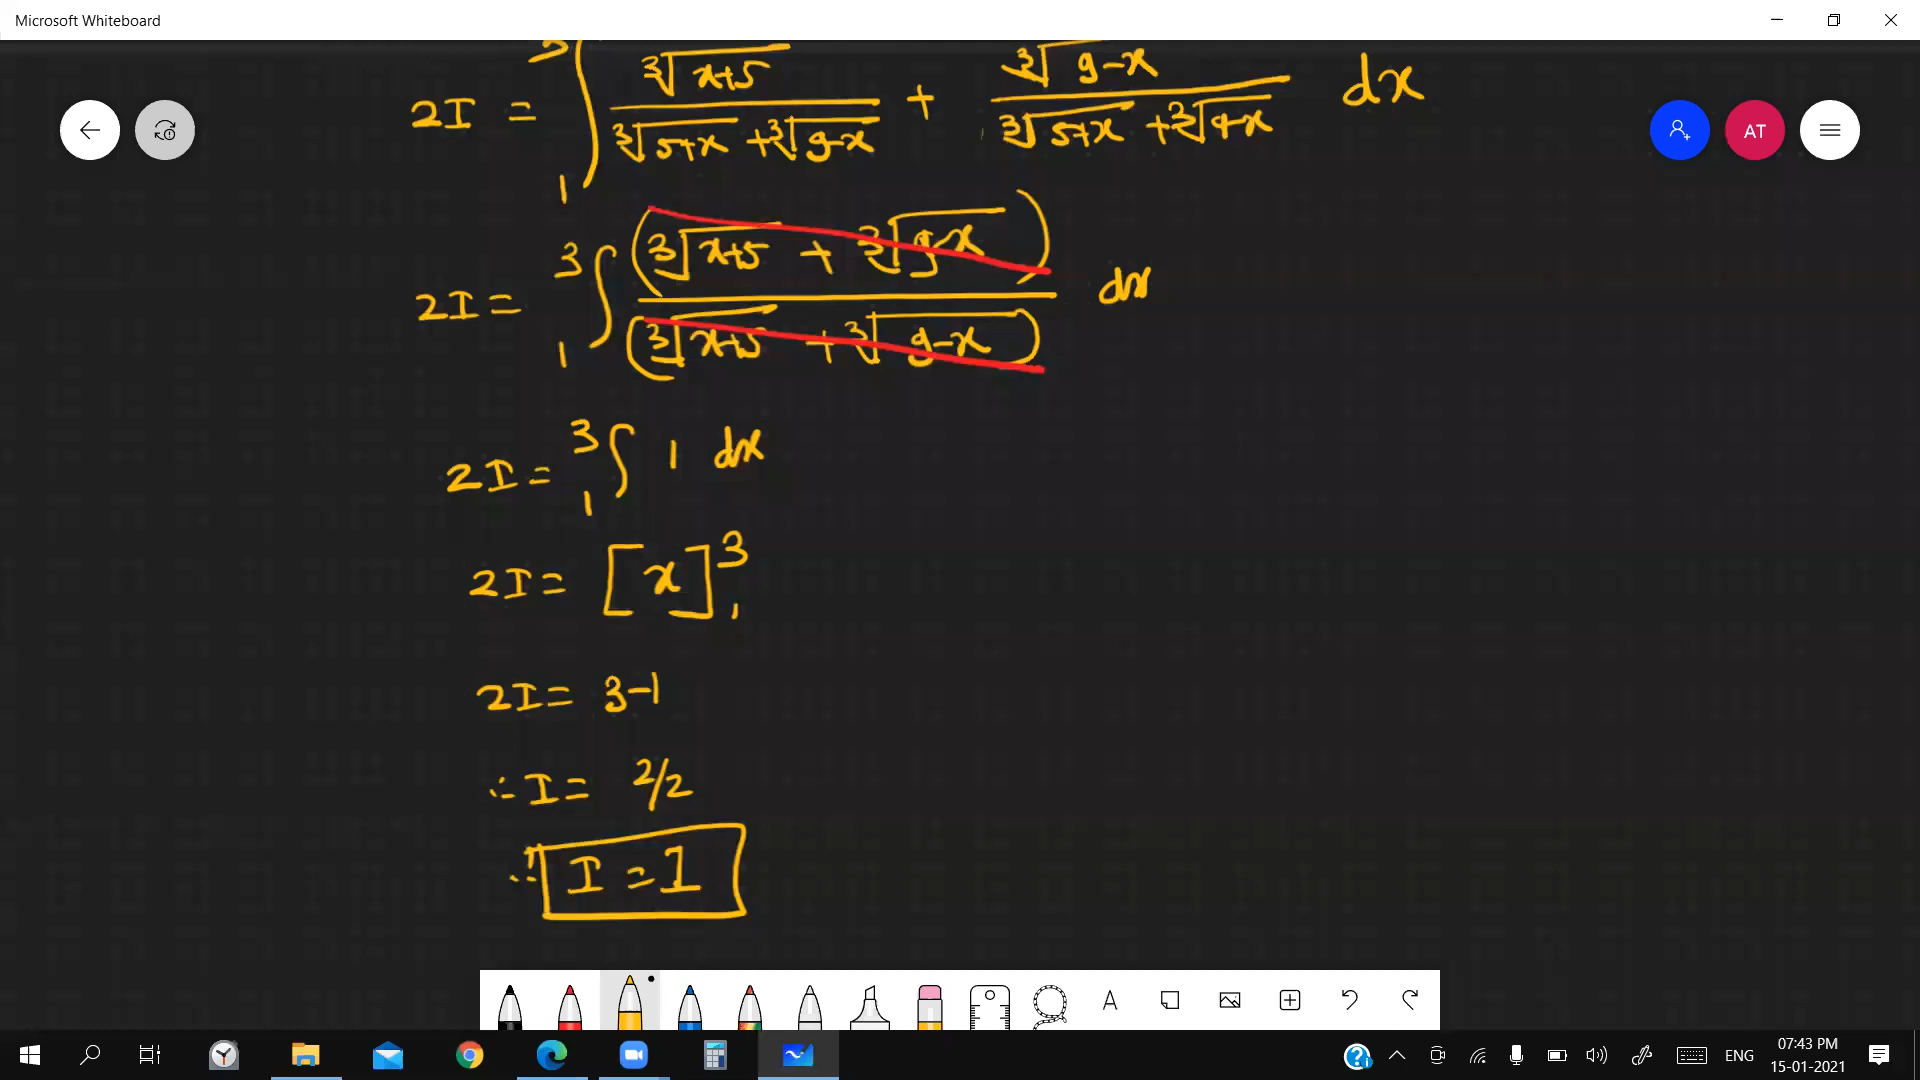 Microsoft Whiteboard
2I = ∫₁³ ∛(x+5) / (∛(5+x) + ∛(9-x)) + ∛(9-x) / (∛(5+x) + ∛(9-x)) dx
AT
2I = ₁³∫ (∛(x+5) + ∛(9-x)) / (∛(x+5) + ∛(9-x)) dx
2I = ₁³∫ 1 dx
2I = [x]₁³
2I = 3-1
∴ I = 2/2
∴ I = 1
A
ENG
07:43 PM
15-01-2021